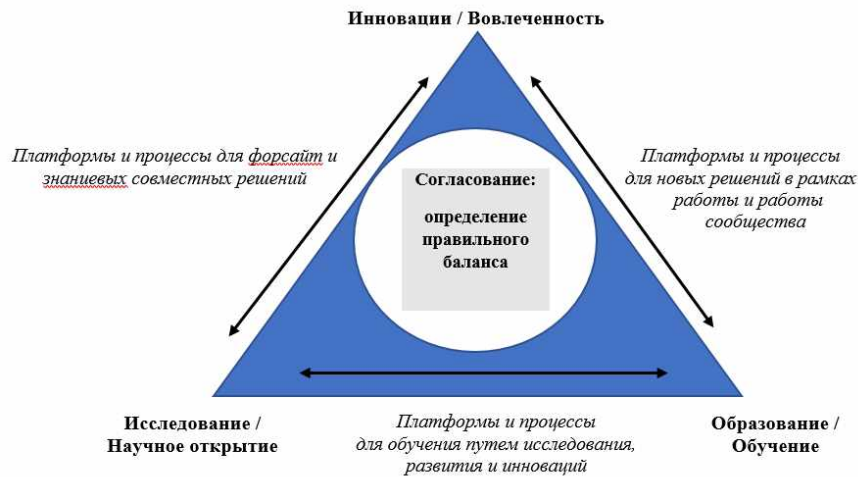 Инновации / Вовлеченность
Платформы и процессы для форсайт и
знаниевых совместных решений
Платформы и процессы
для новых решений в рамках
работы и работы
сообщества
Согласование:
определение
правильного
баланса
Исследование /
Научное открытие
Платформы и процессы
для обучения путем исследования,
развития и инноваций
Образование /
Обучение